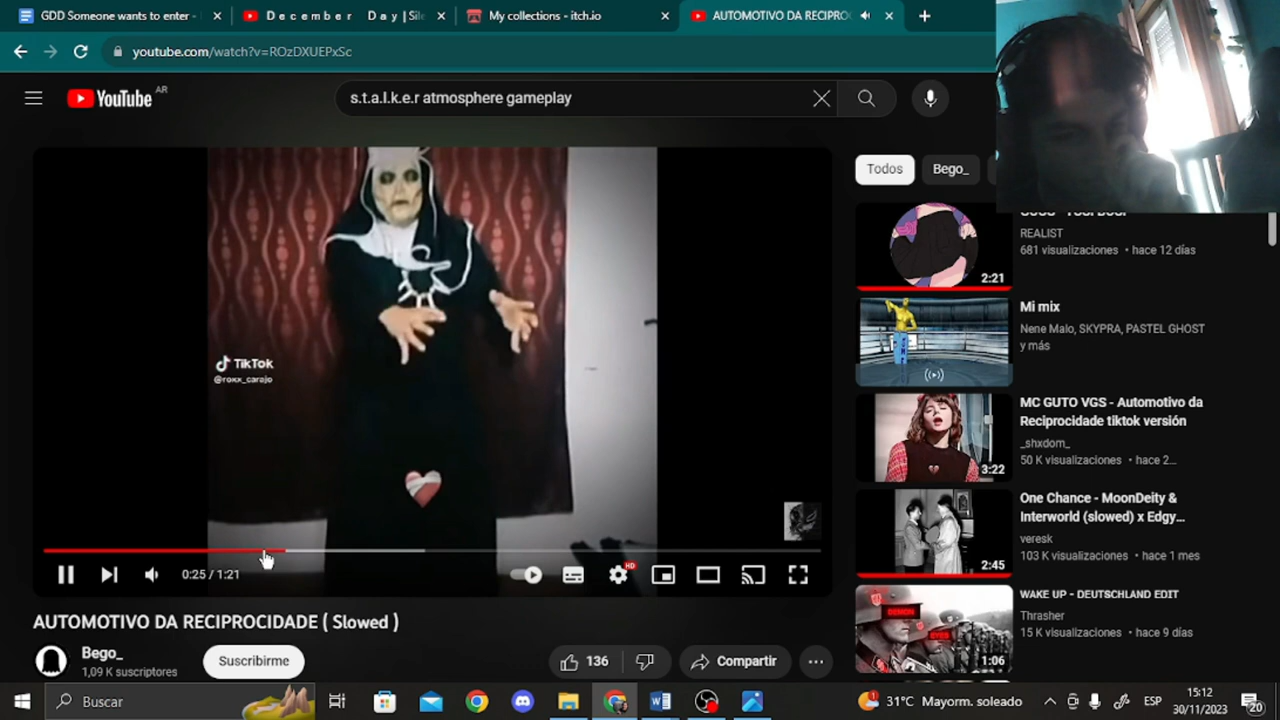 GDD Someone wants to enter -
D e c e m b e r D a y | Sile
My collections - itch.io
AUTOMOTIVO DA RECIPRO
youtube.com/watch?v=ROzDXUEPxSc
YouTube AR
s.t.a.l.k.e.r atmosphere gameplay
Todos
Bego_
REALIST
681 visualizaciones • hace 12 días
2:21
Mi mix
Nene Malo, SKYPRA, PASTEL GHOST
y más
TikTok
@roxx_carajo
MC GUTO VGS - Automotivo da
Reciprocidade tiktok versión
_shxdom_
50 K visualizaciones • hace 2...
3:22
One Chance - MoonDeity &
Interworld (slowed) x Edgy...
veresk
103 K visualizaciones • hace 1 mes
2:45
HD
0:25 / 1:21
WAKE UP - DEUTSCHLAND EDIT
Thrasher
15 K visualizaciones • hace 9 días
DEMON
EYES
1:06
AUTOMOTIVO DA RECIPROCIDADE ( Slowed )
Bego_
1,09 K suscriptores
Suscribirme
136
Compartir
Buscar
1
31°C Mayorm. soleado
ESP
15:12
30/11/2023
20